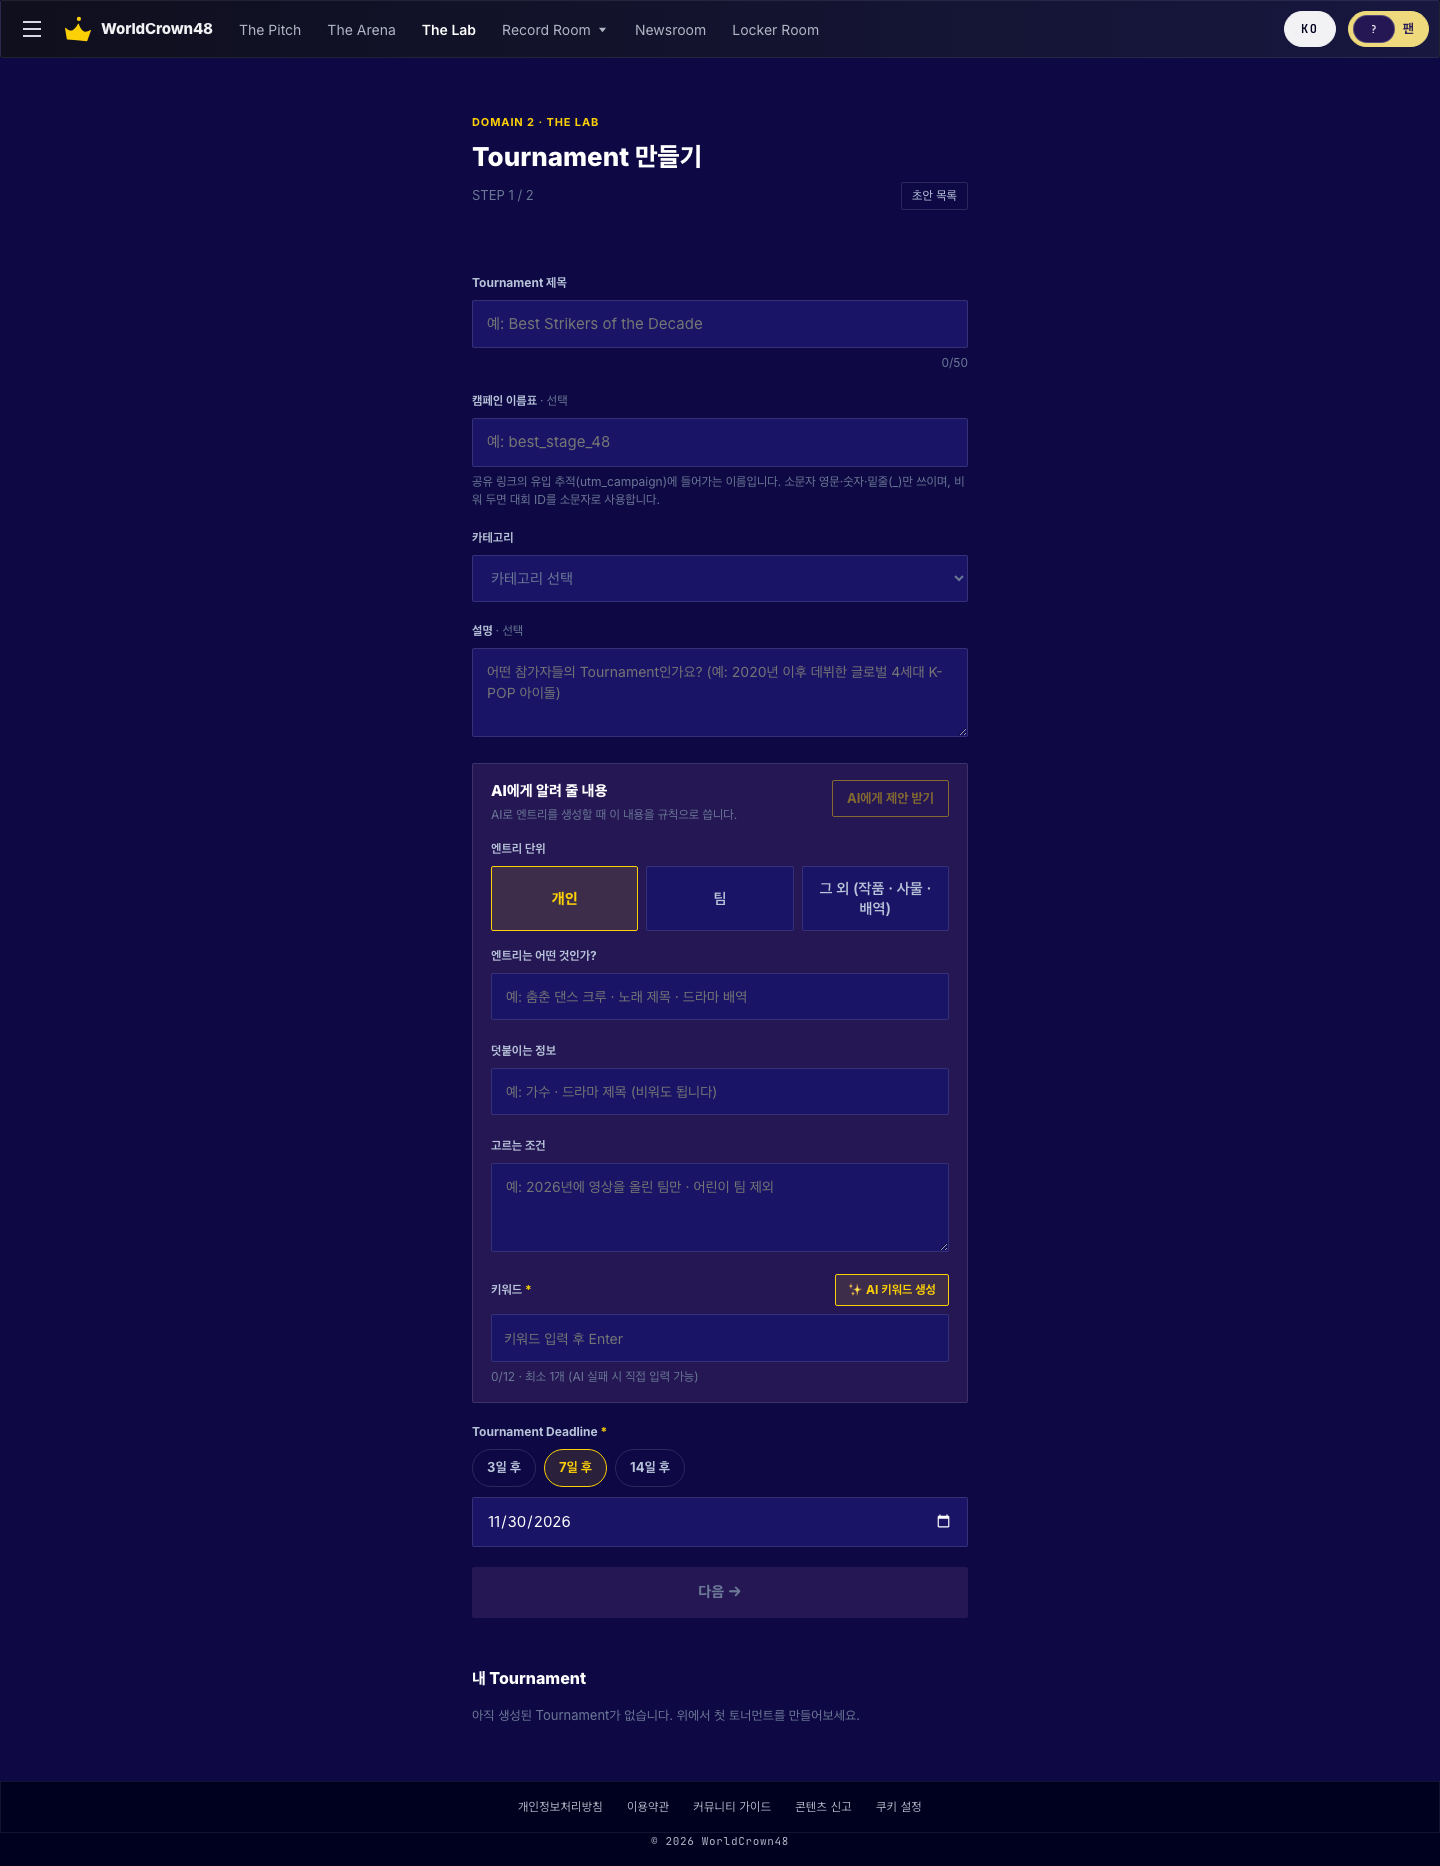 WorldCrown48
The Pitch
The Arena
The Lab
Record Room
Newsroom
Locker Room
KO
?
팬
DOMAIN 2 · THE LAB
Tournament 만들기
STEP 1 / 2
초안 목록
Tournament 제목
예: Best Strikers of the Decade
0/50
캠페인 이름표 · 선택
예: best_stage_48
공유 링크의 유입 추적(utm_campaign)에 들어가는 이름입니다. 소문자 영문·숫자·밑줄(_)만 쓰이며, 비
워 두면 대회 ID를 소문자로 사용합니다.
카테고리
카테고리 선택
설명 · 선택
어떤 참가자들의 Tournament인가요? (예: 2020년 이후 데뷔한 글로벌 4세대 K-
POP 아이돌)
AI에게 알려 줄 내용
AI에게 제안 받기
AI로 엔트리를 생성할 때 이 내용을 규칙으로 씁니다.
엔트리 단위
개인
팀
그 외 (작품 · 사물 ·
배역)
엔트리는 어떤 것인가?
예: 춤춘 댄스 크루 · 노래 제목 · 드라마 배역
덧붙이는 정보
예: 가수 · 드라마 제목 (비워도 됩니다)
고르는 조건
예: 2026년에 영상을 올린 팀만 · 어린이 팀 제외
키워드 *
✨ AI 키워드 생성
키워드 입력 후 Enter
0/12 · 최소 1개 (AI 실패 시 직접 입력 가능)
Tournament Deadline *
3일 후
7일 후
14일 후
11/30/2026
다음 →
내 Tournament
아직 생성된 Tournament가 없습니다. 위에서 첫 토너먼트를 만들어보세요.
개인정보처리방침
이용약관
커뮤니티 가이드
콘텐츠 신고
쿠키 설정
© 2026 WorldCrown48